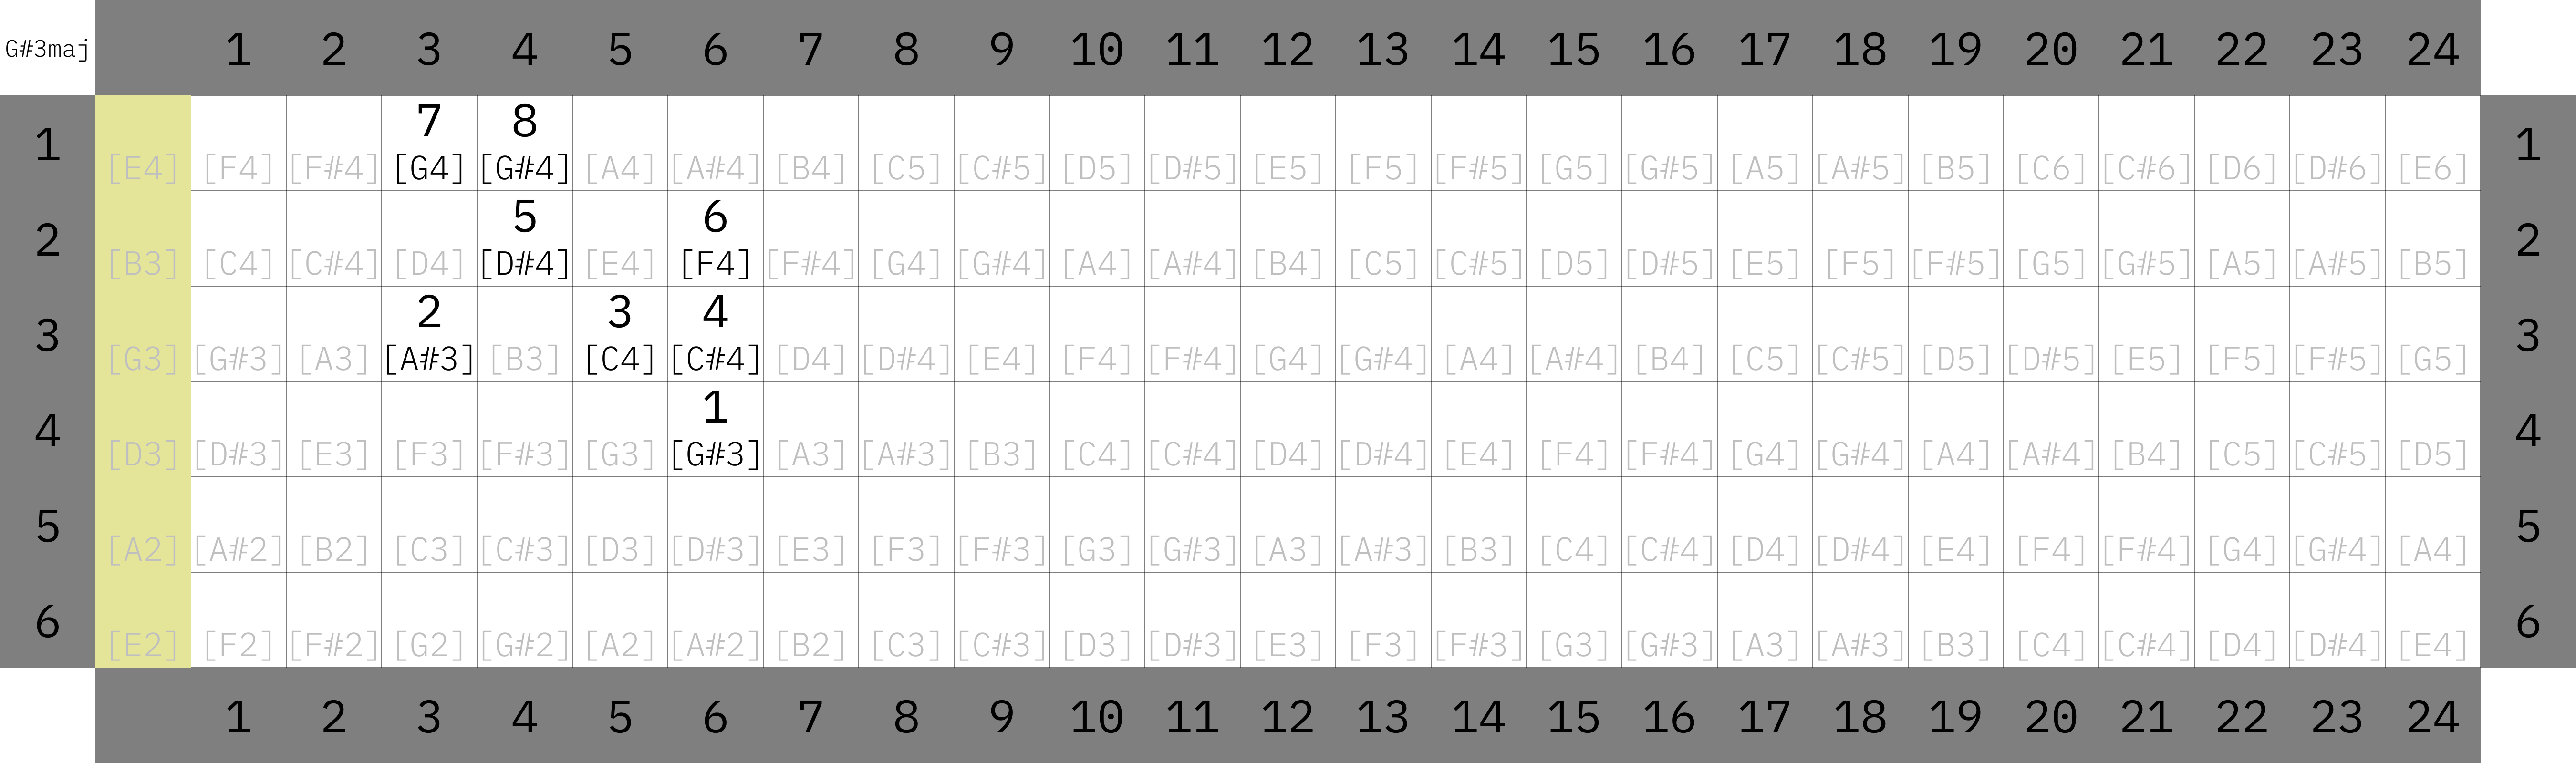 G#3maj 1 2 3 4 5 6 7 8 9 10 11 12 13 14 15 16 17 18 19 20 21 22 23 24
7 8
1 [E4] [F4] [F#4] [G4] [G#4] [A4] [A#4] [B4] [C5] [C#5] [D5] [D#5] [E5] [F5] [F#5] [G5] [G#5] [A5] [A#5] [B5] [C6] [C#6] [D6] [D#6] [E6] 1
5 6
2 [B3] [C4] [C#4] [D4] [D#4] [E4] [F4] [F#4] [G4] [G#4] [A4] [A#4] [B4] [C5] [C#5] [D5] [D#5] [E5] [F5] [F#5] [G5] [G#5] [A5] [A#5] [B5] 2
2 3 4
3 [G3] [G#3] [A3] [A#3] [B3] [C4] [C#4] [D4] [D#4] [E4] [F4] [F#4] [G4] [G#4] [A4] [A#4] [B4] [C5] [C#5] [D5] [D#5] [E5] [F5] [F#5] [G5] 3
1
4 [D3] [D#3] [E3] [F3] [F#3] [G3] [G#3] [A3] [A#3] [B3] [C4] [C#4] [D4] [D#4] [E4] [F4] [F#4] [G4] [G#4] [A4] [A#4] [B4] [C5] [C#5] [D5] 4
5 [A2] [A#2] [B2] [C3] [C#3] [D3] [D#3] [E3] [F3] [F#3] [G3] [G#3] [A3] [A#3] [B3] [C4] [C#4] [D4] [D#4] [E4] [F4] [F#4] [G4] [G#4] [A4] 5
6 [E2] [F2] [F#2] [G2] [G#2] [A2] [A#2] [B2] [C3] [C#3] [D3] [D#3] [E3] [F3] [F#3] [G3] [G#3] [A3] [A#3] [B3] [C4] [C#4] [D4] [D#4] [E4] 6
1 2 3 4 5 6 7 8 9 10 11 12 13 14 15 16 17 18 19 20 21 22 23 24